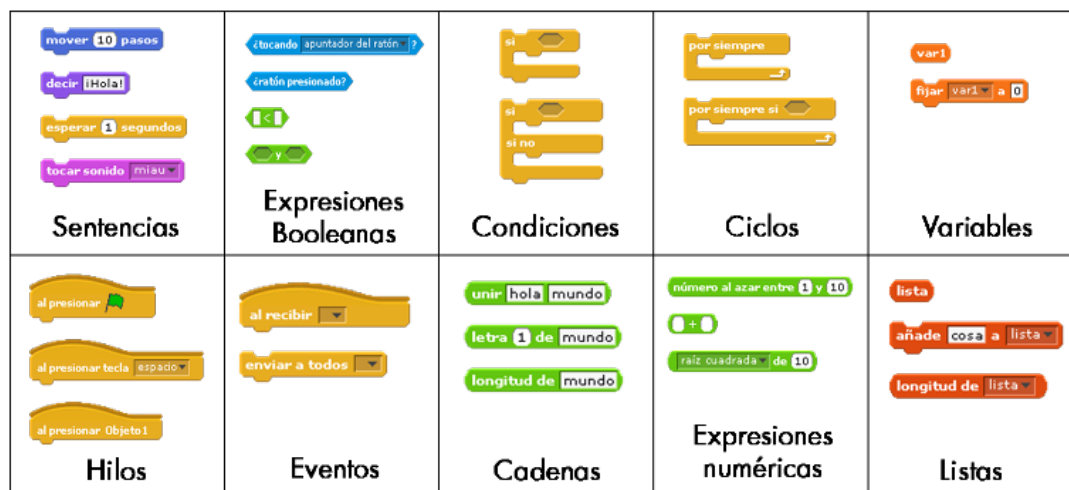 mover 10 pasos
decir ¡Hola!
esperar 1 segundos
tocar sonido miau
Sentencias
¿tocando apuntador del ratón ?
¿ratón presionado?
<
y
Expresiones
Booleanas
si
si
si no
Condiciones
por siempre
por siempre si
Ciclos
var1
fijar var1 a 0
Variables
al presionar
al presionar tecla espacio
al presionar Objeto1
Hilos
al recibir
enviar a todos
Eventos
unir hola mundo
letra 1 de mundo
longitud de mundo
Cadenas
número al azar entre 1 y 10
+
raíz cuadrada de 10
Expresiones
numéricas
lista
añade cosa a lista
longitud de lista
Listas